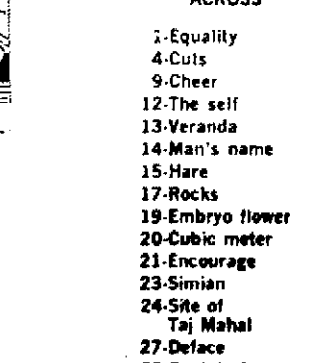 ACROSS
1-Equality
4-Cuts
9-Cheer
12-The self
13-Veranda
14-Man's name
15-Hare
17-Rocks
19-Embryo flower
20-Cubic meter
21-Encourage
23-Simian
24-Site of
Taj Mahal
27-Deface